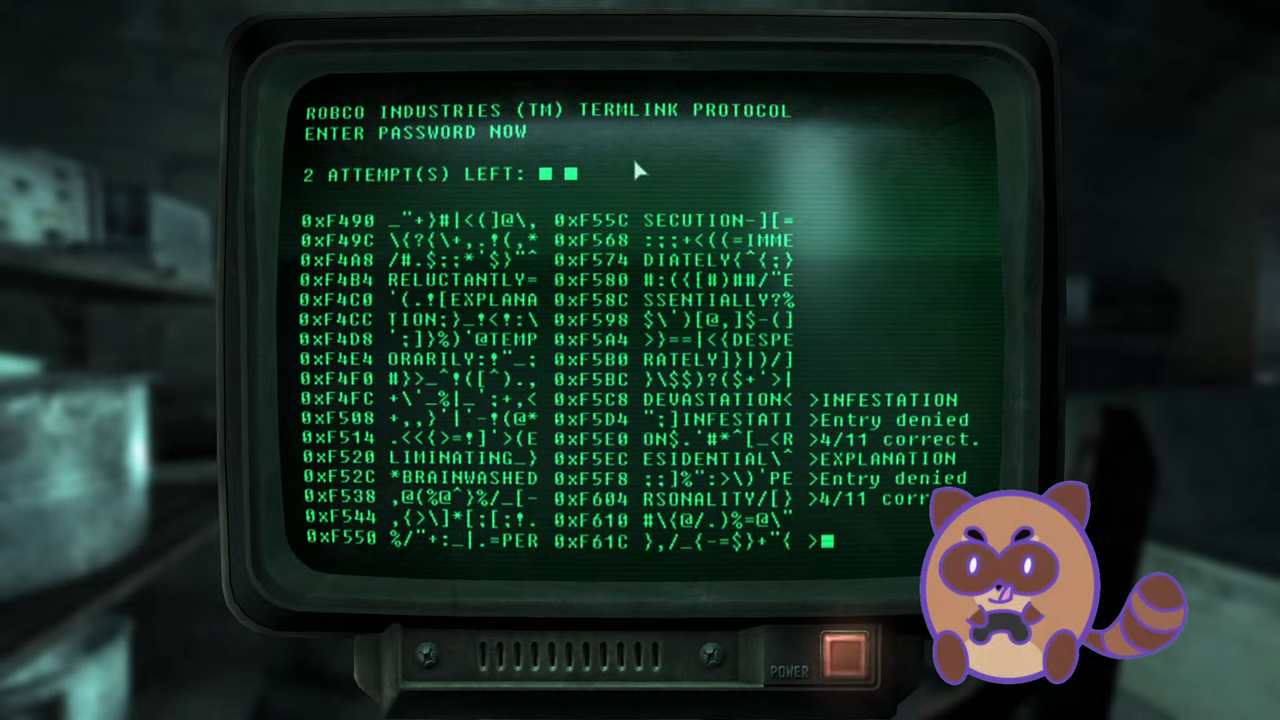 ROBCO INDUSTRIES (TM) TERMLINK PROTOCOL
ENTER PASSWORD NOW
2 ATTEMPT(S) LEFT: ■ ■
0xF490 _"+}#|<(]@\, 0xF55C SECUTION-][=
0xF49C \{?{\+,.!(,* 0xF568 :;:+<((=IMME
0xF4A8 /#.$;:*'$}"^ 0xF574 DIATELY{^{;}
0xF4B4 RELUCTANTLY= 0xF580 #:({[#)##/"E
0xF4C0 '(.![EXPLANA 0xF58C SSENTIALLY?%
0xF4CC TION;}_!<!:\ 0xF598 $\')[@,]$-(]
0xF4D8 ';]}%)'@TEMP 0xF5A4 >}==|<{DESPE
0xF4E4 ORARILY:!"_; 0xF5B0 RATELY]}|)/]
0xF4F0 #}>_^!([^)., 0xF5BC }\$$)?($+'>|
0xF4FC +\'_%|_':+,< 0xF5C8 DEVASTATION< >INFESTATION
0xF508 +,,}'|'-!(@* 0xF5D4 ";]INFESTATI >Entry denied
0xF514 .<<{>=!]'>(E 0xF5E0 ON$.'#*^[_<R >4/11 correct.
0xF520 LIMINATING_} 0xF5EC ESIDENTIAL\^ >EXPLANATION
0xF52C *BRAINWASHED 0xF5F8 ::]%":>\)'PE >Entry denied
0xF538 ,@(%@^}%/_[- 0xF604 RSONALITY/[} >4/11 corr
0xF544 ,{>\]*[:[;!. 0xF610 #\{@/.)%=@\"
0xF550 %/"+:_|.=PER 0xF61C },/_{-=$}+"{ >■
POWER